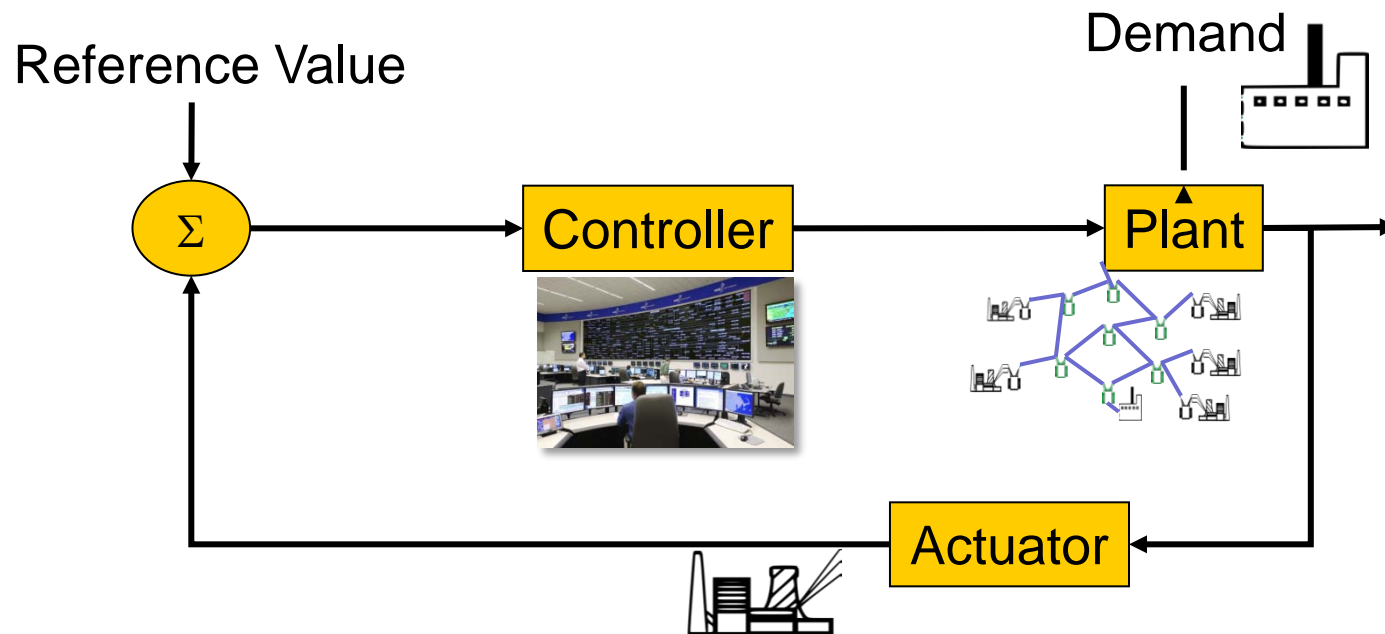 Demand
Reference Value
Σ
Controller
Plant
Actuator